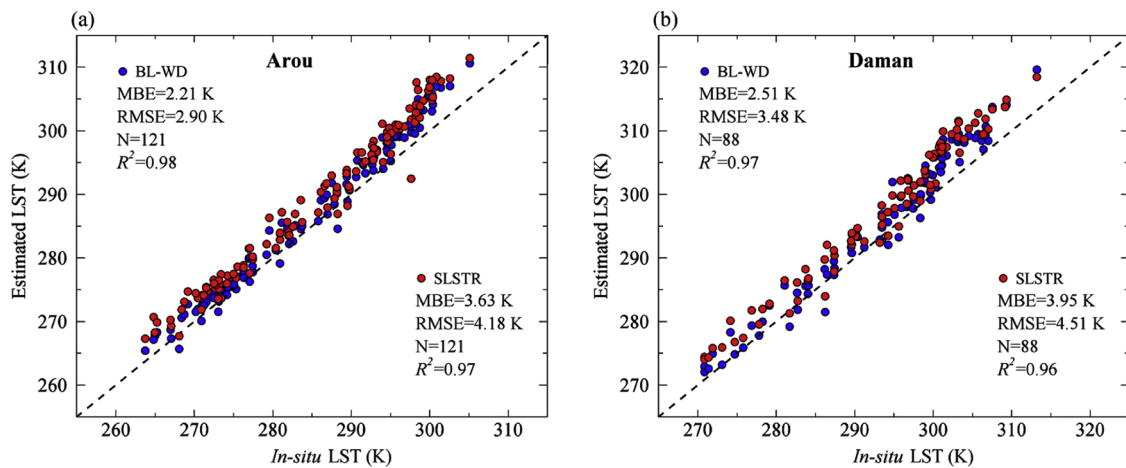 (a)
Arou
BL-WD
MBE=2.21 K
RMSE=2.90 K
N=121
R²=0.98
SLSTR
MBE=3.63 K
RMSE=4.18 K
N=121
R²=0.97
310
300
290
280
270
260
Estimated LST (K)
260 270 280 290 300 310
In-situ LST (K)
(b)
Daman
BL-WD
MBE=2.51 K
RMSE=3.48 K
N=88
R²=0.97
SLSTR
MBE=3.95 K
RMSE=4.51 K
N=88
R²=0.96
320
310
300
290
280
270
Estimated LST (K)
270 280 290 300 310 320
In-situ LST (K)